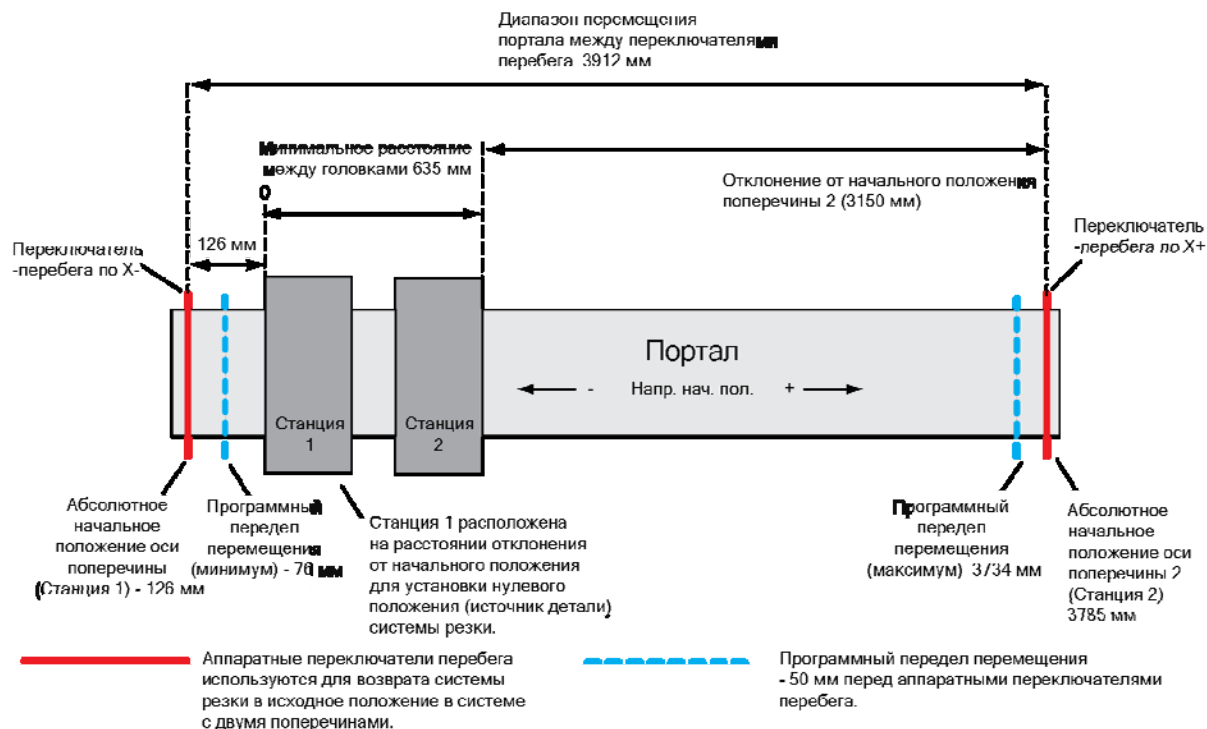 Диапазон перемещения
портала между переключателями
перебега 3912 мм
Минимальное расстояние
между головками 635 мм
0
Отклонение от начального положения
поперечины 2 (3150 мм)
126 мм
Переключатель
-перебега по X-
Переключатель
-перебега по X+
Портал
- Напр. нач. пол. +
Станция
1
Станция
2
Абсолютное
начальное
положение оси
поперечины
(Станция 1) - 126 мм
Программный
передел
перемещения
(минимум) - 76 мм
Станция 1 расположена
на расстоянии отклонения
от начального положения
для установки нулевого
положения (источник детали)
системы резки.
Программный
передел
перемещения
(максимум) 3734 мм
Абсолютное
начальное
положение оси
поперечины 2
(Станция 2)
3785 мм
Аппаратные переключатели перебега
используются для возврата системы
резки в исходное положение в системе
с двумя поперечинами.
Программный передел перемещения
- 50 мм перед аппаратными переключателями
перебега.